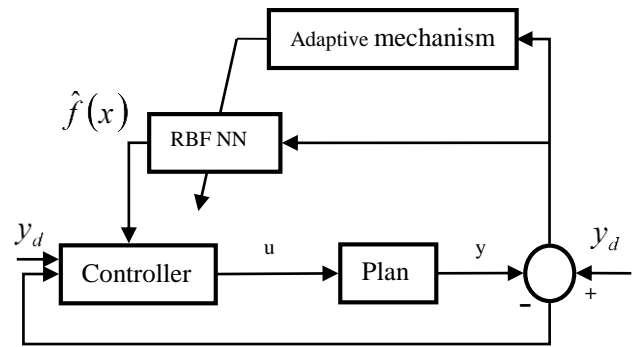 Adaptive mechanism
f̂(x)
RBF NN
y_d
Controller
u
Plan
y
y_d
-
+